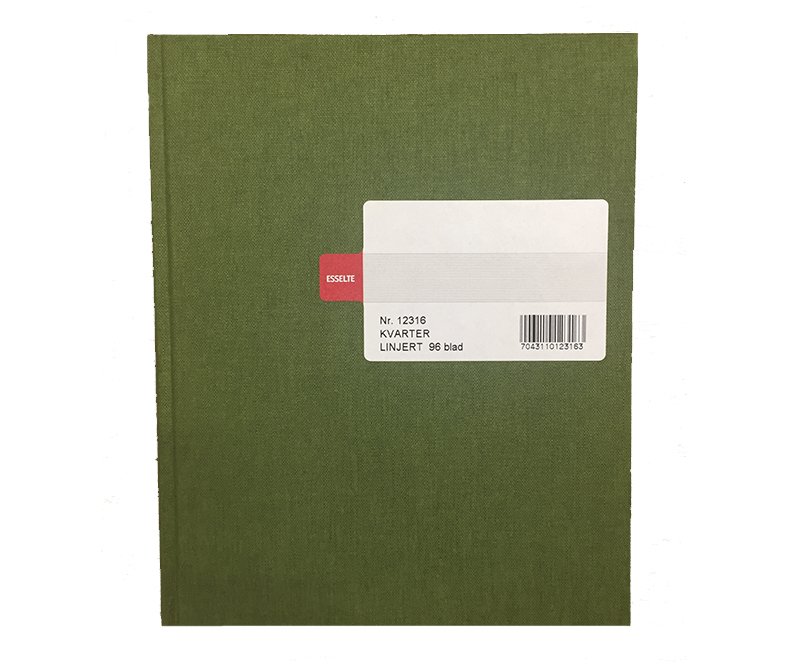 ESSELTE
Nr. 12316
KVARTER
LINJERT 96 blad
7043110123163